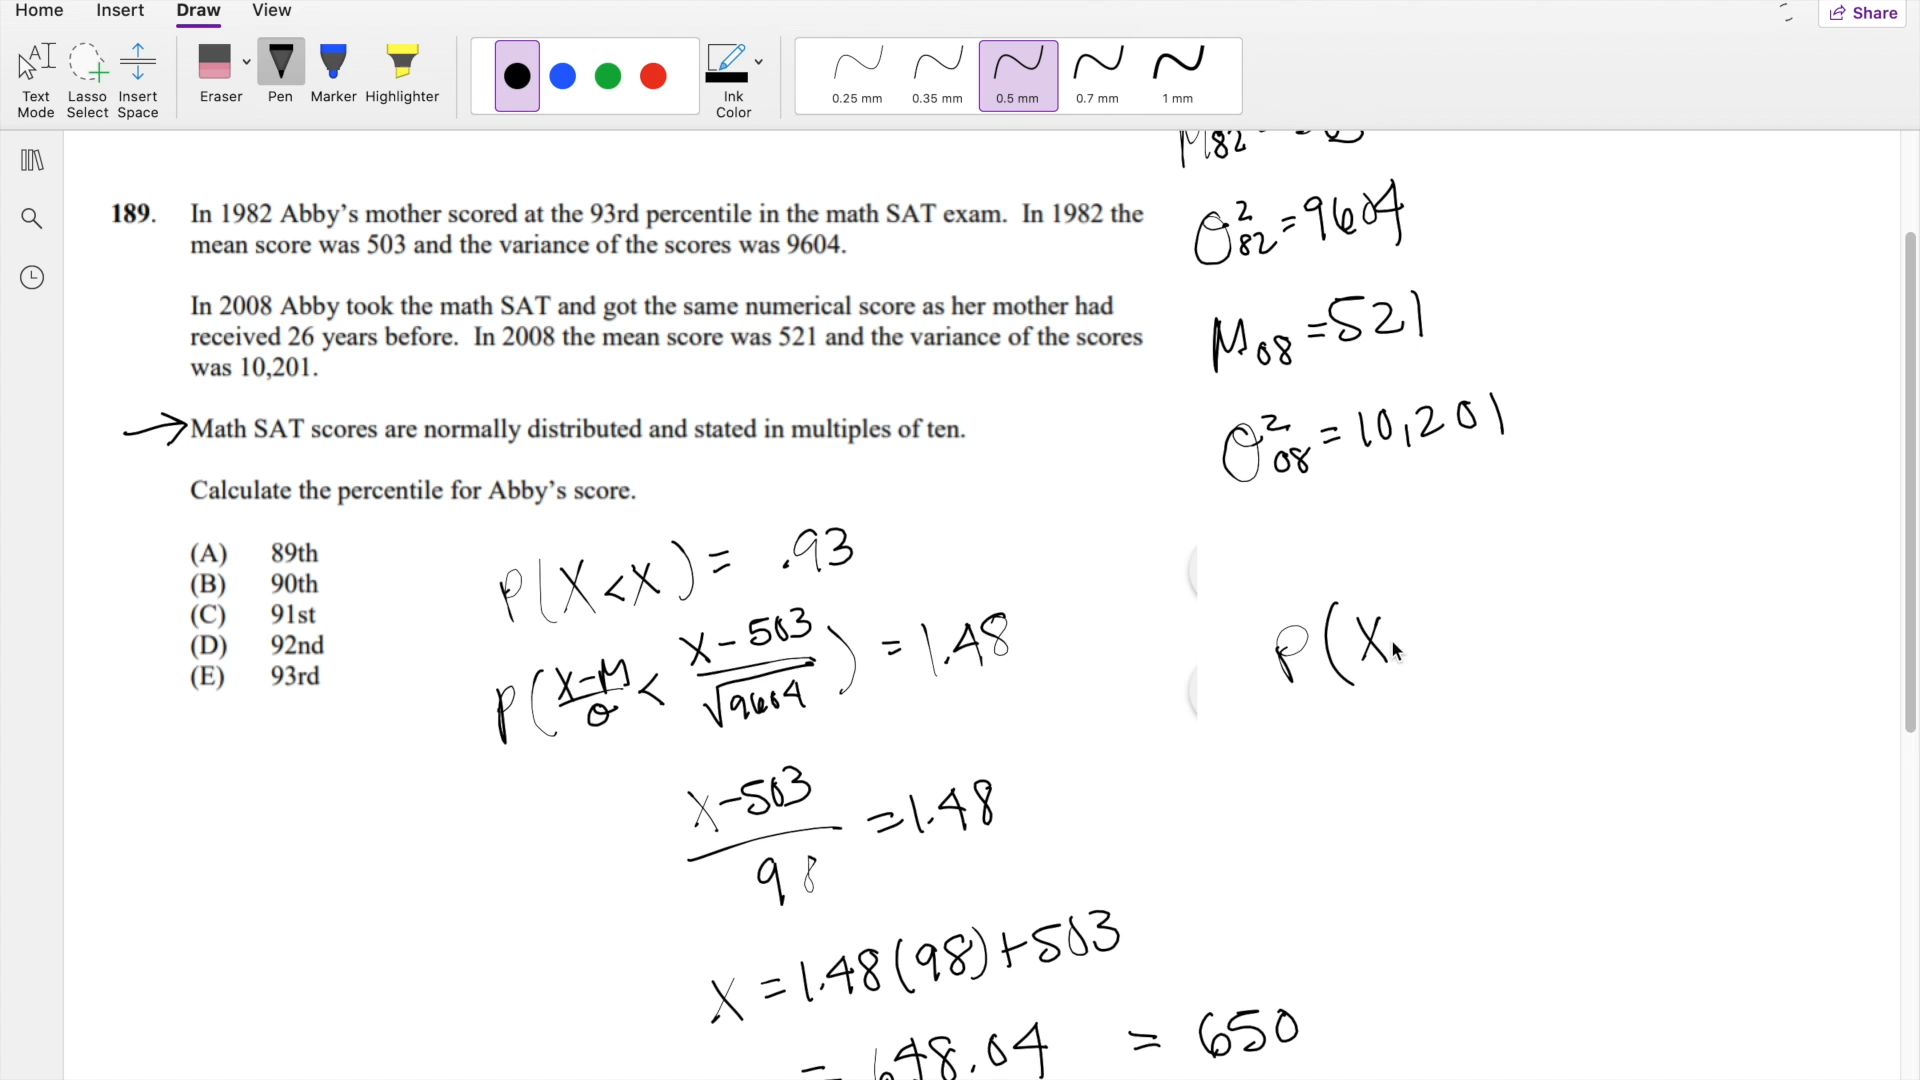 Home Insert Draw View
Share
Text Mode
Lasso Select
Insert Space
Eraser
Pen
Marker
Highlighter
Ink Color
0.25 mm
0.35 mm
0.5 mm
0.7 mm
1 mm
189. In 1982 Abby's mother scored at the 93rd percentile in the math SAT exam. In 1982 the
mean score was 503 and the variance of the scores was 9604.
In 2008 Abby took the math SAT and got the same numerical score as her mother had
received 26 years before. In 2008 the mean score was 521 and the variance of the scores
was 10,201.
→ Math SAT scores are normally distributed and stated in multiples of ten.
Calculate the percentile for Abby's score.
(A) 89th
(B) 90th
(C) 91st
(D) 92nd
(E) 93rd
P(X<x) = .93
P((X-M)/σ < (x-503)/√9604) = 1.48
(x-503)/98 = 1.48
x = 1.48(98)+503
= 648.04 = 650
M82
σ²82 = 9604
M08 = 521
σ²08 = 10,201
P(X